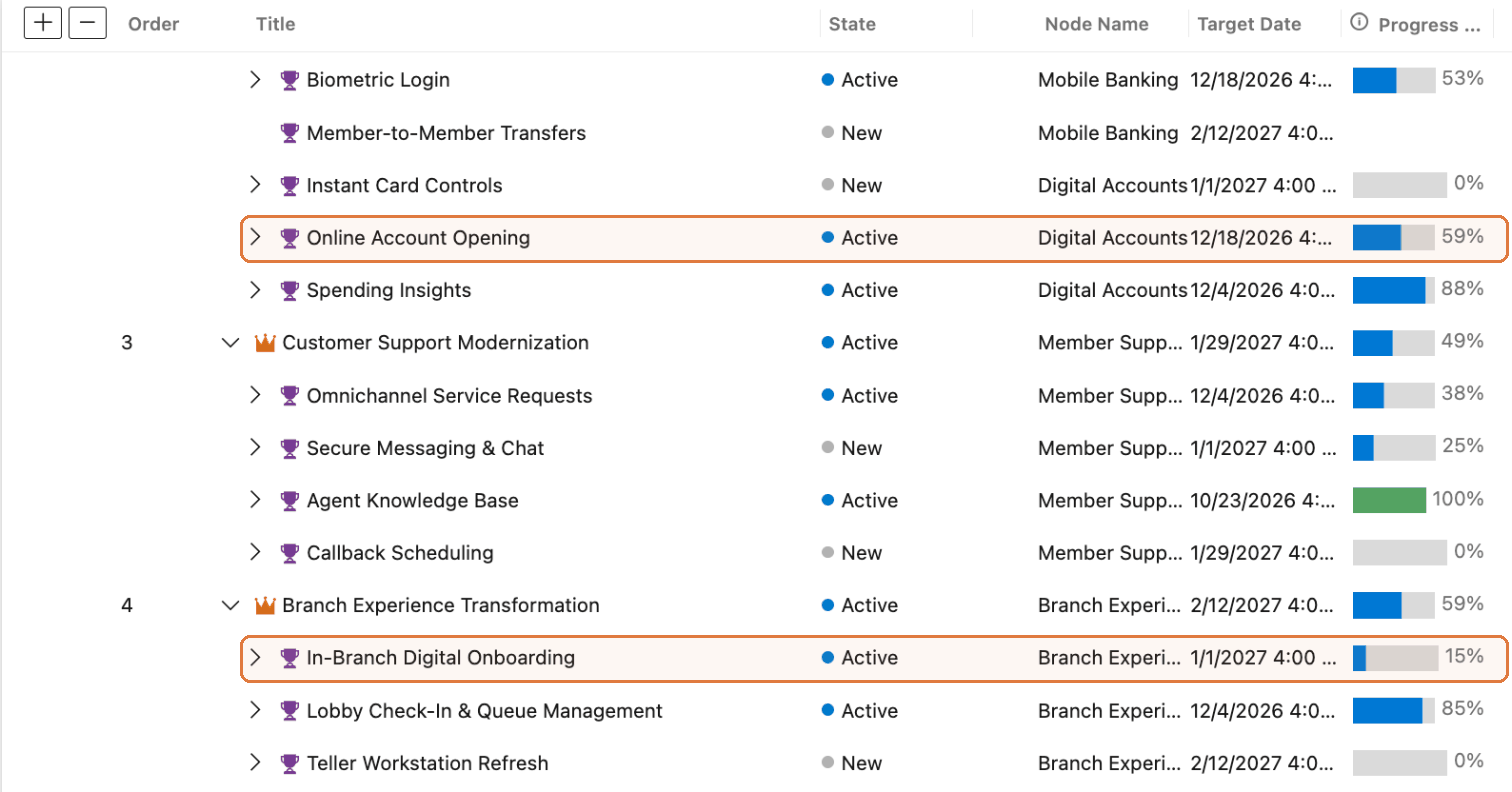 Order Title State Node Name Target Date Progress ...
Biometric Login Active Mobile Banking 12/18/2026 4:... 53%
Member-to-Member Transfers New Mobile Banking 2/12/2027 4:0...
Instant Card Controls New Digital Accounts 1/1/2027 4:00 ... 0%
Online Account Opening Active Digital Accounts 12/18/2026 4:... 59%
Spending Insights Active Digital Accounts 12/4/2026 4:0... 88%
3 Customer Support Modernization Active Member Supp... 1/29/2027 4:0... 49%
Omnichannel Service Requests Active Member Supp... 12/4/2026 4:0... 38%
Secure Messaging & Chat New Member Supp... 1/1/2027 4:00 ... 25%
Agent Knowledge Base Active Member Supp... 10/23/2026 4:... 100%
Callback Scheduling New Member Supp... 1/29/2027 4:0... 0%
4 Branch Experience Transformation Active Branch Experi... 2/12/2027 4:0... 59%
In-Branch Digital Onboarding Active Branch Experi... 1/1/2027 4:00 ... 15%
Lobby Check-In & Queue Management Active Branch Experi... 12/4/2026 4:0... 85%
Teller Workstation Refresh New Branch Experi... 2/12/2027 4:0... 0%